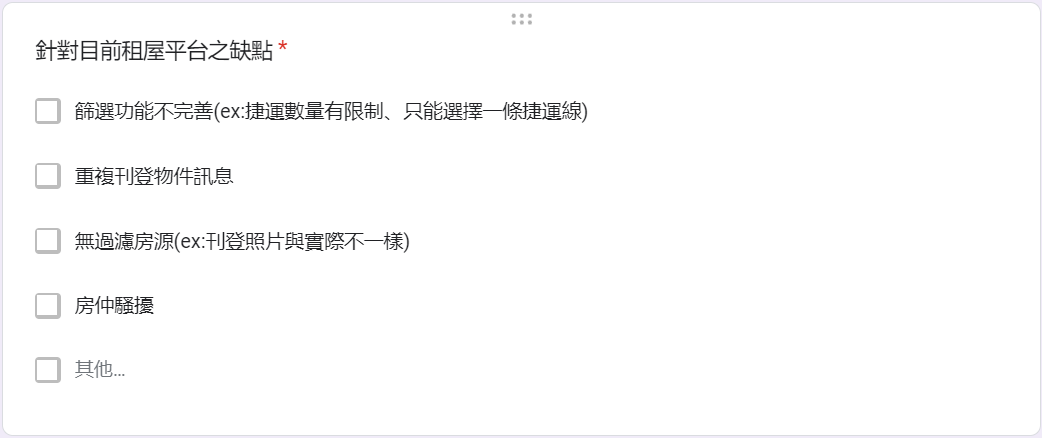 針對目前租屋平台之缺點 *
篩選功能不完善(ex:捷運數量有限制、只能選擇一條捷運線)
重複刊登物件訊息
無過濾房源(ex:刊登照片與實際不一樣)
房仲騷擾
其他...